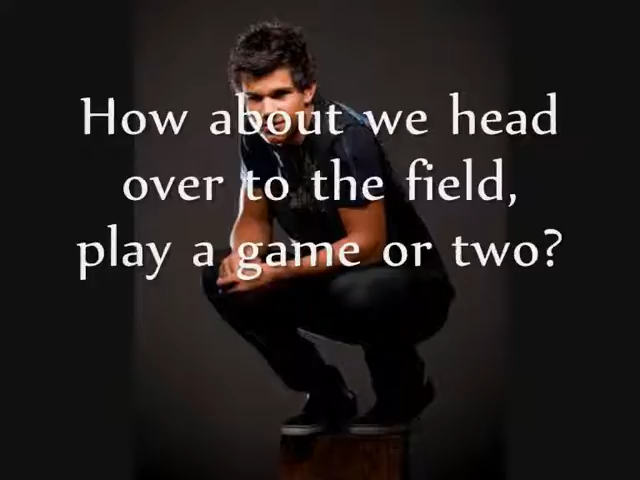 How about we head
over to the field,
play a game or two?